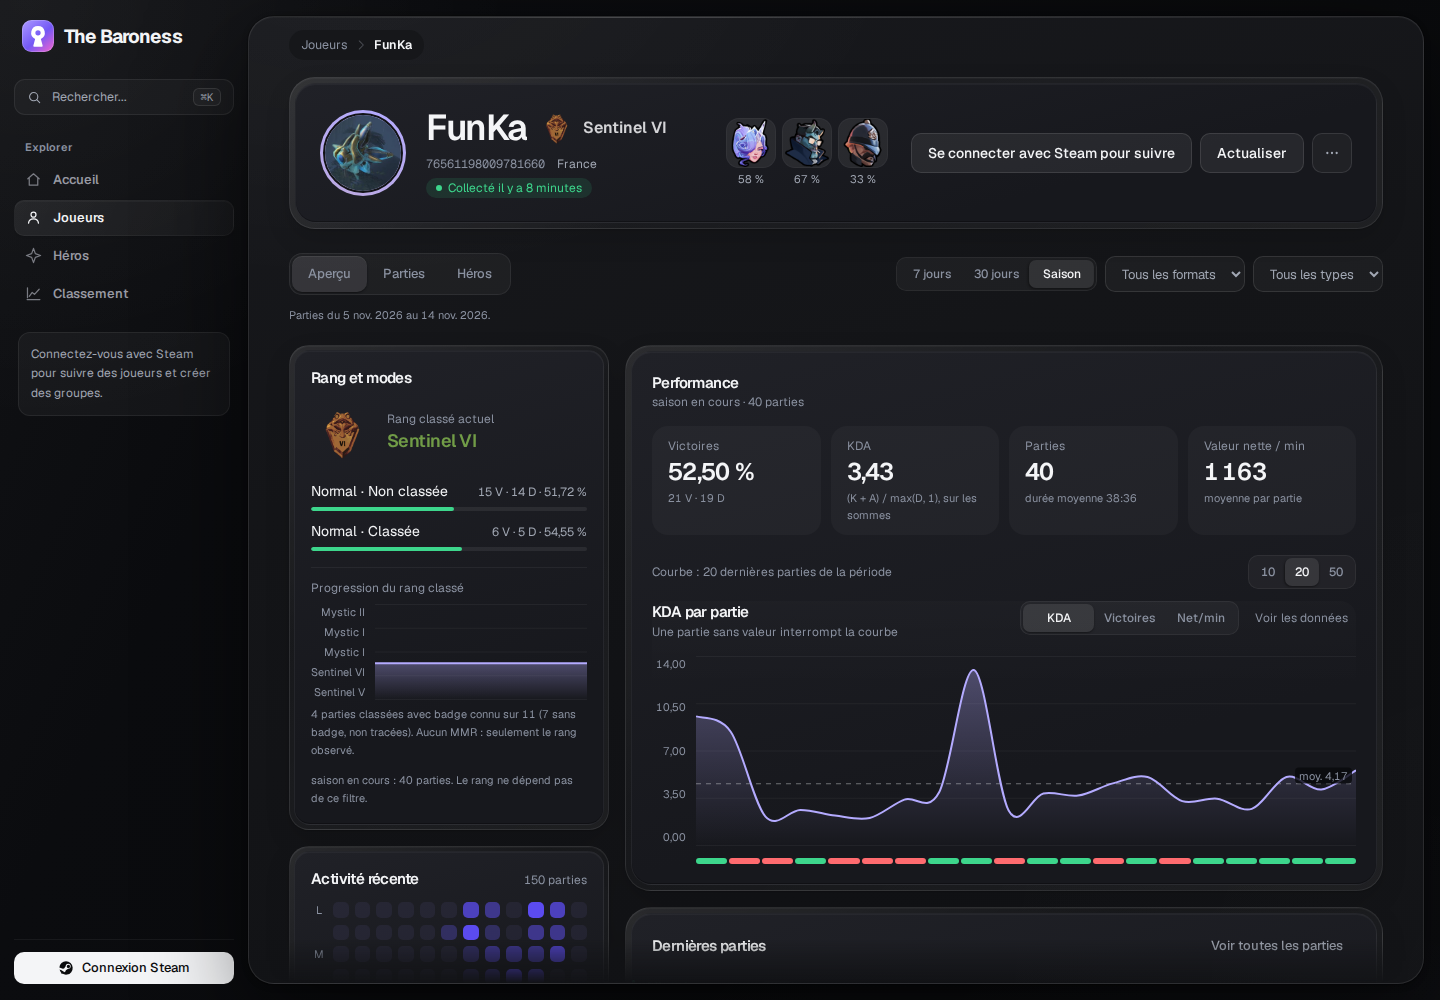 The Baroness
Rechercher...
⌘K
Explorer
Accueil
Joueurs
Héros
Classement
Connectez-vous avec Steam
pour suivre des joueurs et créer
des groupes.
Connexion Steam
Joueurs
FunKa
FunKa
Sentinel VI
76561198009781660 France
Collecté il y a 8 minutes
58 %
67 %
33 %
Se connecter avec Steam pour suivre
Actualiser
···
Aperçu
Parties
Héros
7 jours
30 jours
Saison
Tous les formats
Tous les types
Parties du 5 nov. 2026 au 14 nov. 2026.
Rang et modes
VI
Rang classé actuel
Sentinel VI
Normal · Non classée
15 V · 14 D · 51,72 %
Normal · Classée
6 V · 5 D · 54,55 %
Progression du rang classé
Mystic II
Mystic I
Mystic I
Sentinel VI
Sentinel V
4 parties classées avec badge connu sur 11 (7 sans
badge, non tracées). Aucun MMR : seulement le rang
observé.
saison en cours : 40 parties. Le rang ne dépend pas
de ce filtre.
Activité récente
150 parties
L
M
Performance
saison en cours · 40 parties
Victoires
52,50 %
21 V · 19 D
KDA
3,43
(K + A) / max(D, 1), sur les
sommes
Parties
40
durée moyenne 38:36
Valeur nette / min
1 163
moyenne par partie
Courbe : 20 dernières parties de la période
10
20
50
KDA par partie
Une partie sans valeur interrompt la courbe
KDA
Victoires
Net/min
Voir les données
14,00
10,50
7,00
3,50
0,00
moy. 4,17
Dernières parties
Voir toutes les parties